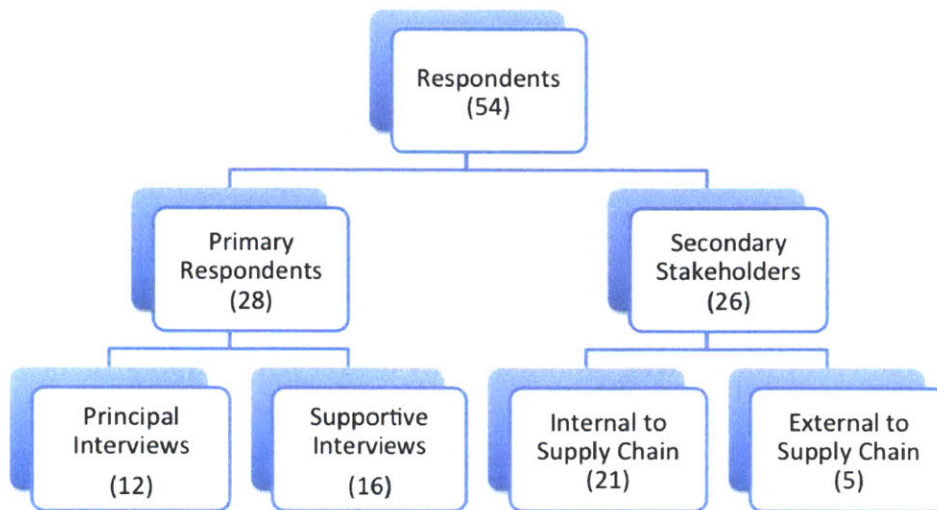 Respondents
(54)
Primary
Respondents
(28)
Secondary
Stakeholders
(26)
Principal
Interviews
(12)
Supportive
Interviews
(16)
Internal to
Supply Chain
(21)
External to
Supply Chain
(5)